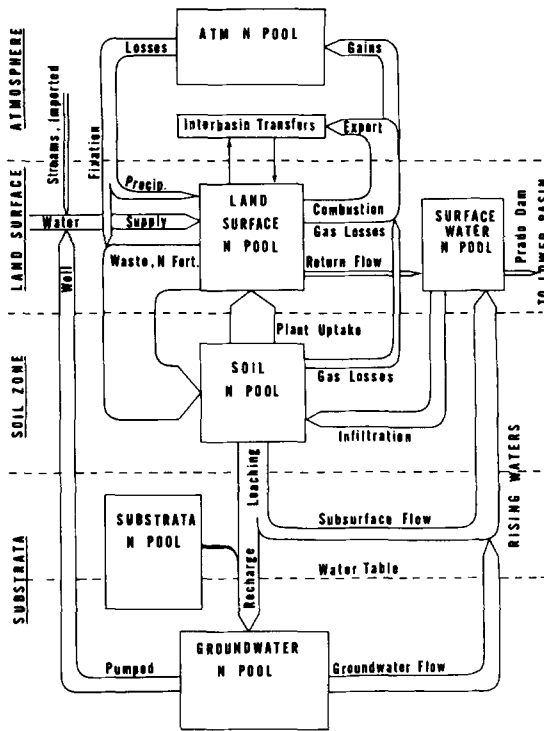 ATMOSPHERE
LAND SURFACE
SOIL ZONE
SUBSTRATA
ATM N POOL
Losses
Gains
Interbasin Transfers
Export
Streams, Imported
Fixation
Precip.
LAND
SURFACE
N POOL
Combustion
Gas Losses
SURFACE
WATER
N POOL
Prado Dam
TO LOWER BASIN
Water
Supply
Well
Waste, N Fert.
Return Flow
Plant Uptake
SOIL
N POOL
Gas Losses
Infiltration
Leaching
SUBSTRATA
N POOL
Subsurface Flow
RISING WATERS
Recharge
Water Table
GROUNDWATER
N POOL
Pumped
Groundwater Flow